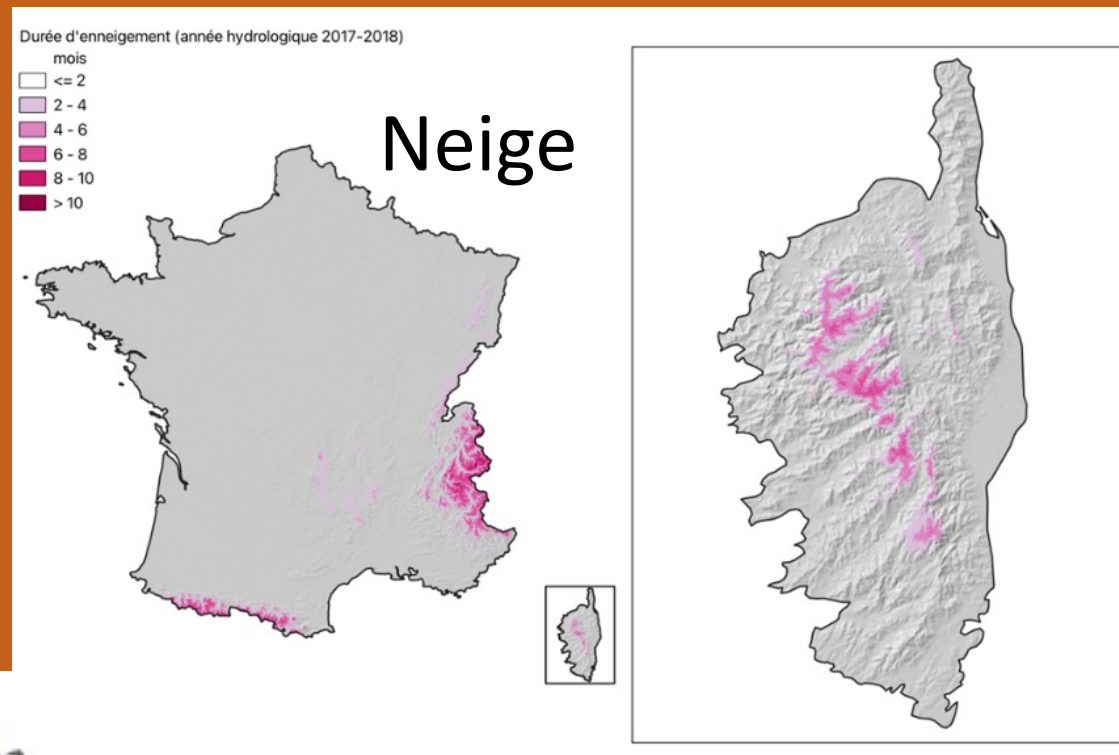 Durée d'enneigement (année hydrologique 2017-2018)
mois
<= 2
2 - 4
4 - 6
6 - 8
8 - 10
> 10
Neige